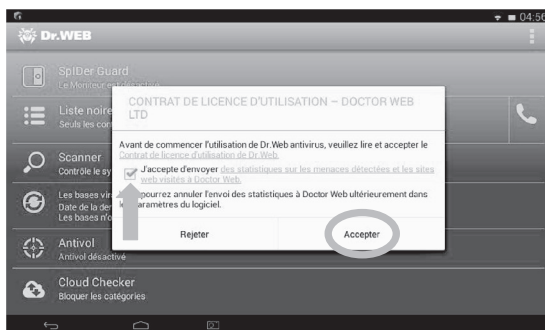 04:56
Dr.WEB
SpIDer Guard
Le Moniteur
Liste noire
Seuls les
CONTRAT DE LICENCE D'UTILISATION – DOCTOR WEB
LTD
Avant de commencer l'utilisation de Dr.Web antivirus, veuillez lire et accepter le
Contrat de licence d'utilisation de Dr.Web.
J'accepte d'envoyer des statistiques sur les menaces détectées et les sites
web visités à Doctor Web.
pourrez annuler l'envoi des statistiques à Doctor Web ultérieurement dans
paramètres du logiciel.
Rejeter
Accepter
Scanner
Contrôle le
Les bases
Date de la
Les bases
Antivol
Antivol désactivé
Cloud Checker
Bloquer les catégories